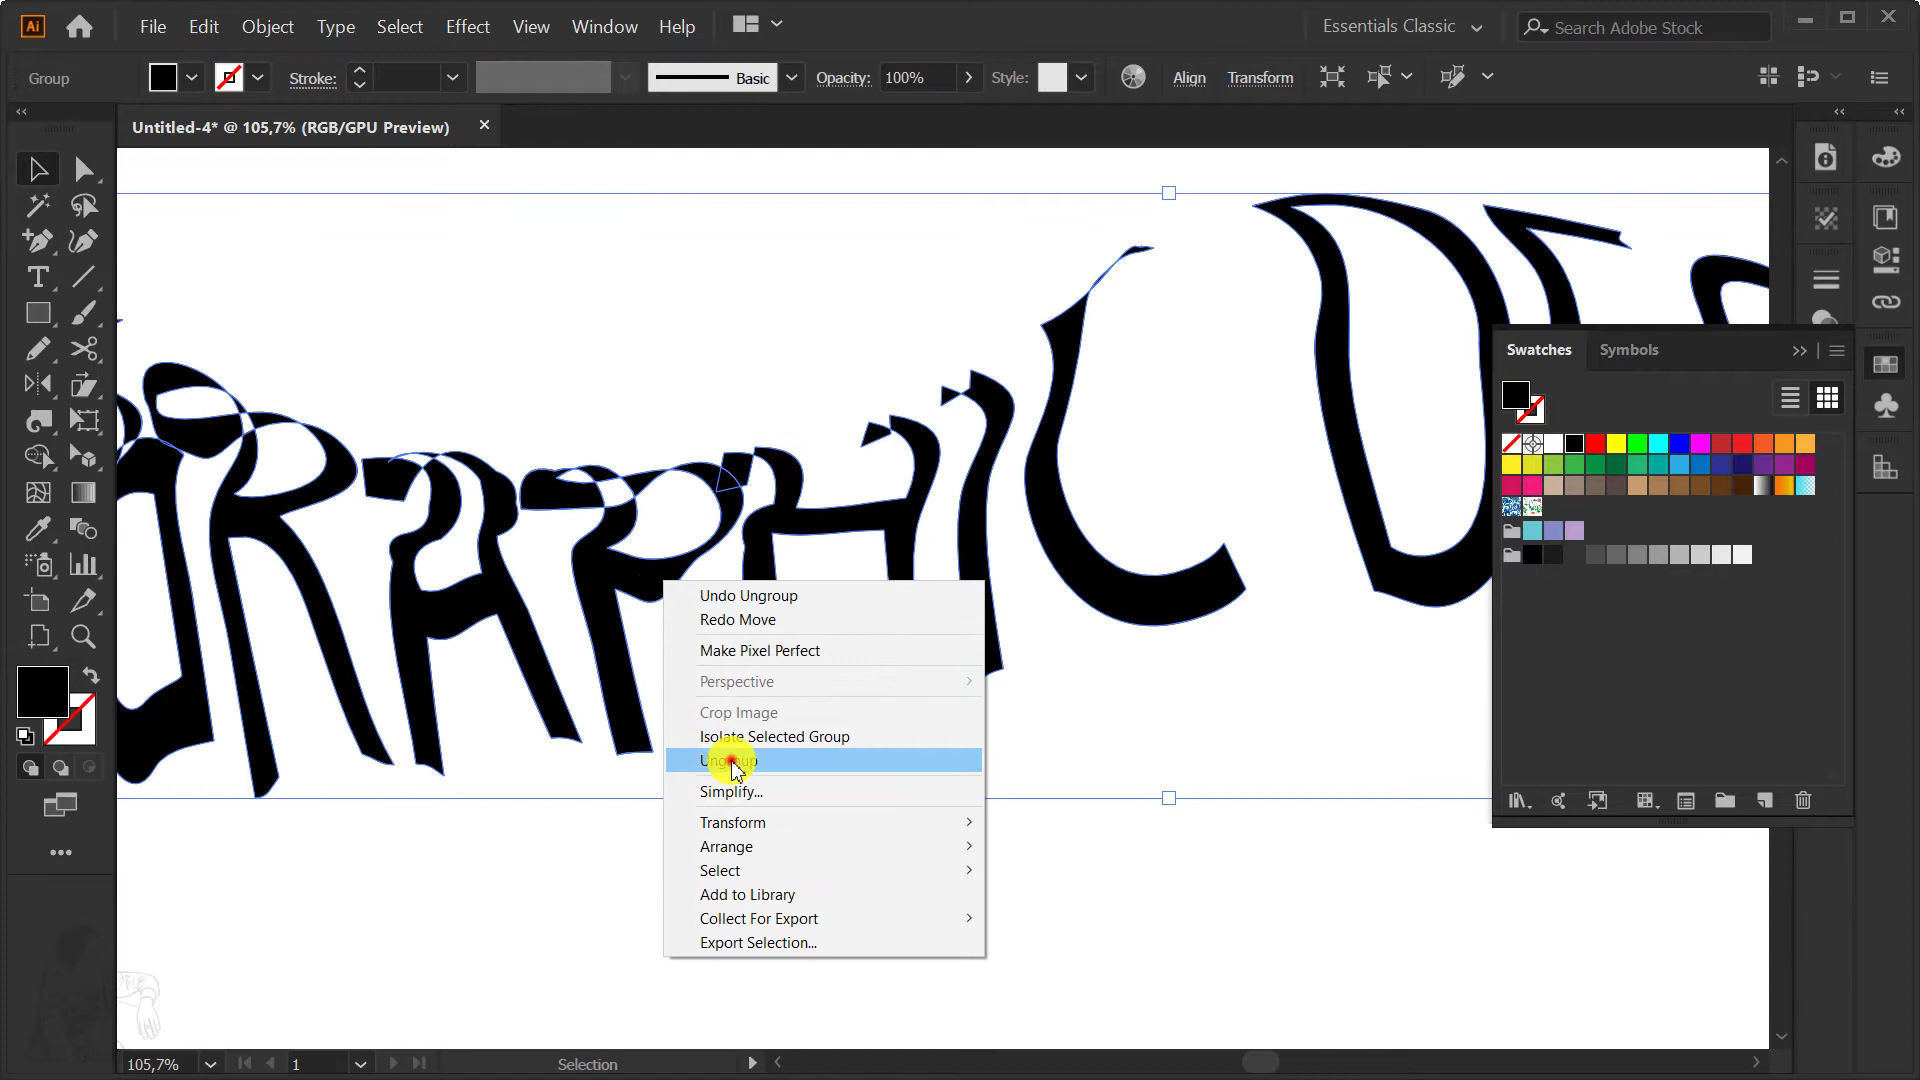 Ai File Edit Object Type Select Effect View Window Help Essentials Classic Search Adobe Stock
Group Stroke: Basic Opacity: 100% Style: Align Transform
Untitled-4* @ 105,7% (RGB/GPU Preview)
GRAPHIC DES
Swatches Symbols
Undo Ungroup
Redo Move
Make Pixel Perfect
Perspective
Crop Image
Isolate Selected Group
Ungroup
Simplify...
Transform
Arrange
Select
Add to Library
Collect For Export
Export Selection...
105,7% 1 Selection